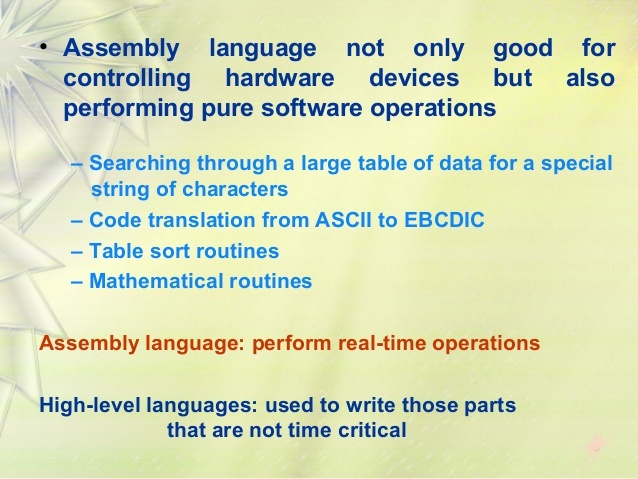 • Assembly language not only good for
controlling hardware devices but also
performing pure software operations
– Searching through a large table of data for a special
string of characters
– Code translation from ASCII to EBCDIC
– Table sort routines
– Mathematical routines
Assembly language: perform real-time operations
High-level languages: used to write those parts
that are not time critical